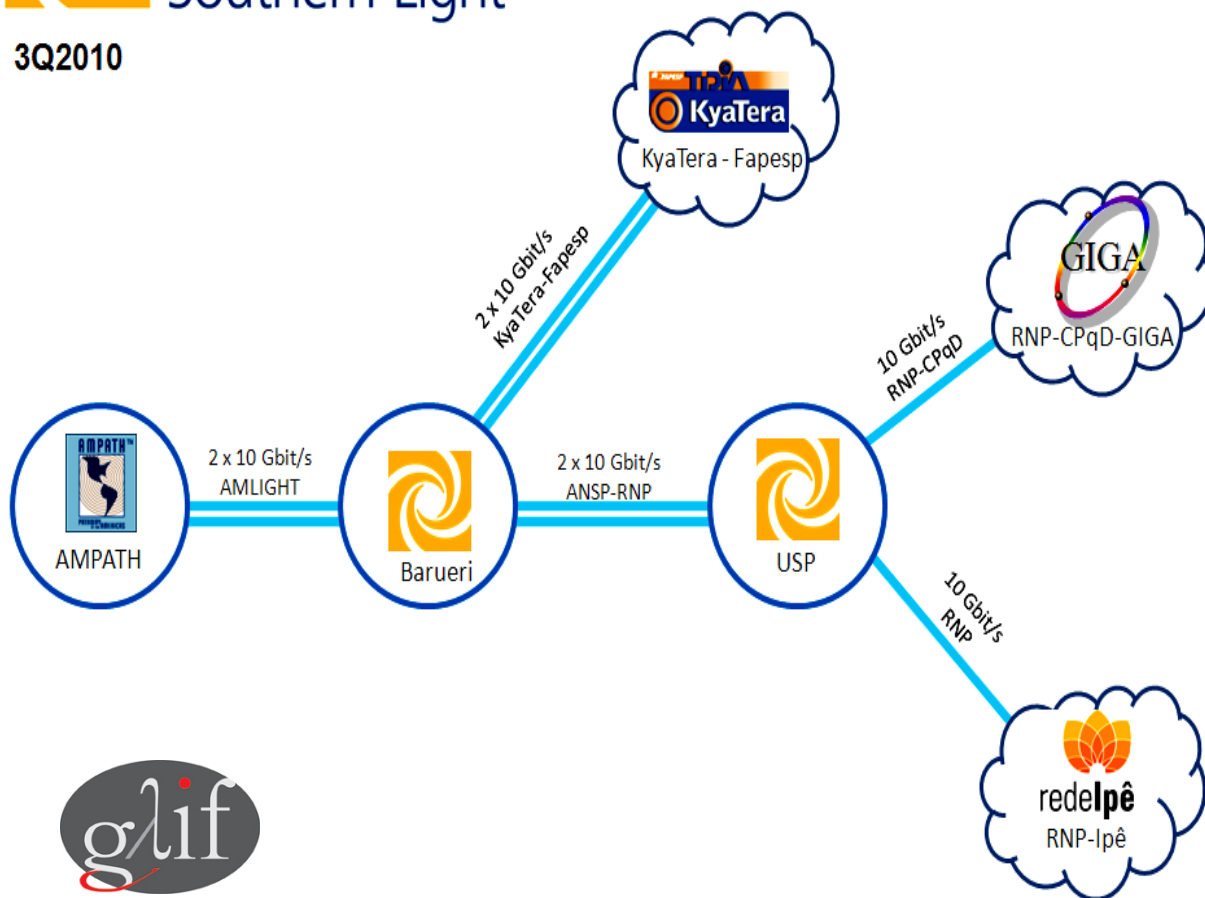 Southern Light
3Q2010
TIDIA
KyaTera
KyaTera - Fapesp
2 x 10 Gbit/s
KyaTera-Fapesp
GIGA
RNP-CPqD-GIGA
10 Gbit/s
RNP-CPqD
AMPATH
AMPATH
2 x 10 Gbit/s
AMLIGHT
Barueri
2 x 10 Gbit/s
ANSP-RNP
USP
10 Gbit/s
RNP
redeIpê
RNP-Ipê
glif